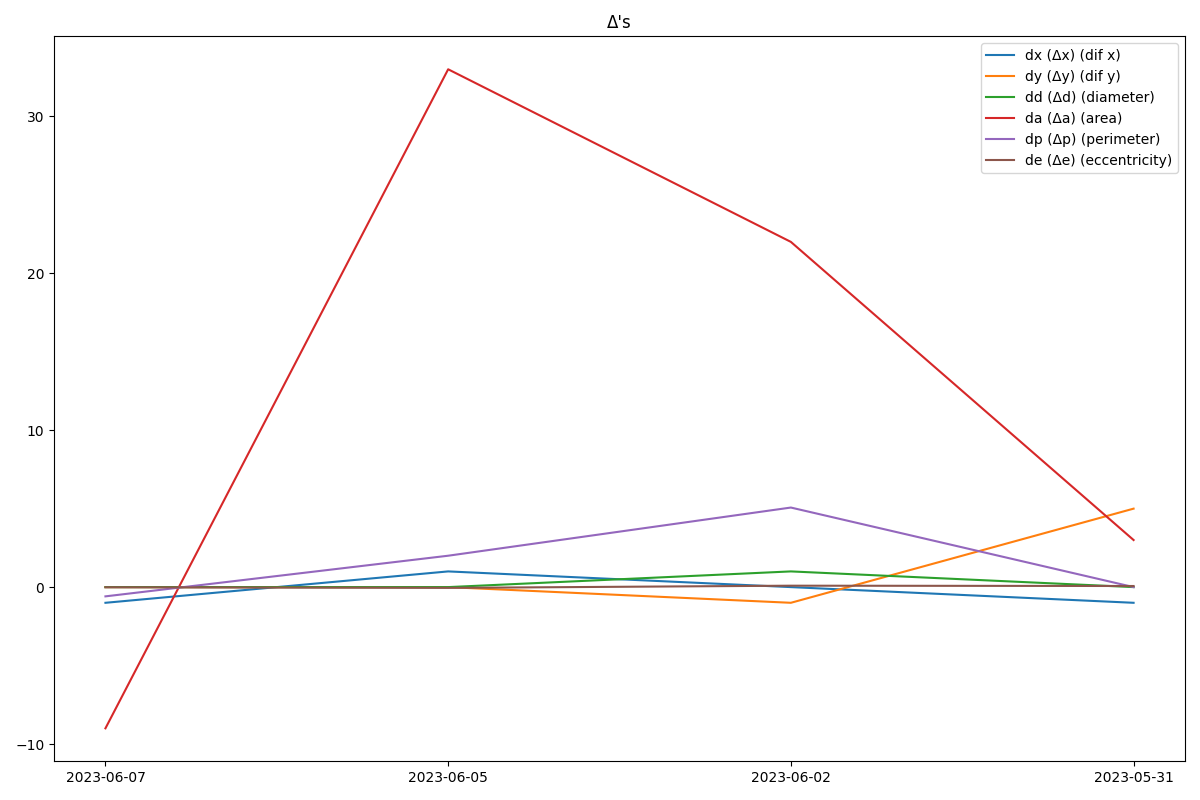 Δ's
dx (Δx) (dif x)
dy (Δy) (dif y)
dd (Δd) (diameter)
da (Δa) (area)
dp (Δp) (perimeter)
de (Δe) (eccentricity)
30
20
10
0
−10
2023-06-07 2023-06-05 2023-06-02 2023-05-31